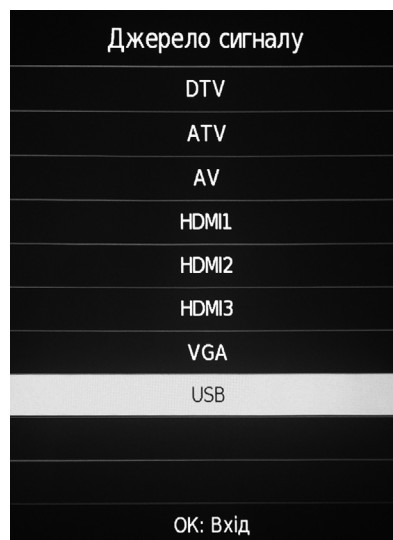 Джерело сигналу
DTV
ATV
AV
HDMI1
HDMI2
HDMI3
VGA
USB
OK: Вхід